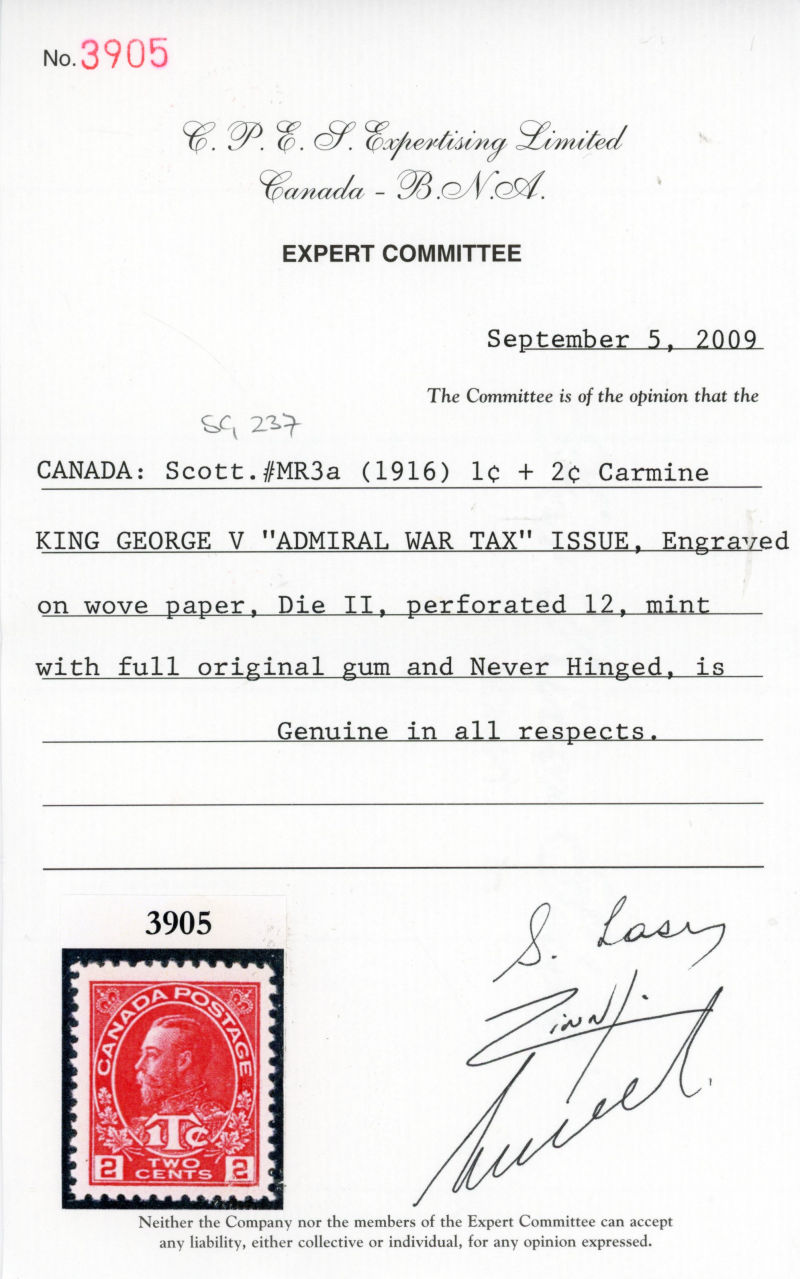 No. 3905
C. P. E. S. Expertising Limited
Canada - B.N.A.
EXPERT COMMITTEE
September 5, 2009
The Committee is of the opinion that the
SG 237
CANADA: Scott.#MR3a (1916) 1¢ + 2¢ Carmine
KING GEORGE V "ADMIRAL WAR TAX" ISSUE, Engraved
on wove paper, Die II, perforated 12, mint
with full original gum and Never Hinged, is
Genuine in all respects.
3905
CANADA POSTAGE
1Tc
2 TWO 2
CENTS
S. Lasry
Neither the Company nor the members of the Expert Committee can accept
any liability, either collective or individual, for any opinion expressed.